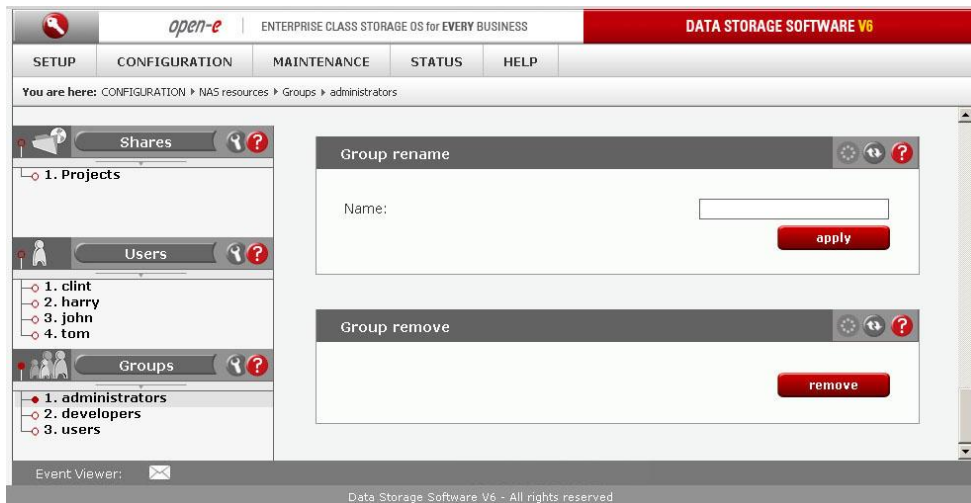 open-e ENTERPRISE CLASS STORAGE OS for EVERY BUSINESS DATA STORAGE SOFTWARE V6
SETUP CONFIGURATION MAINTENANCE STATUS HELP
You are here: CONFIGURATION NAS resources Groups administrators
Shares ?
1. Projects
Users ?
1. clint
2. harry
3. john
4. tom
Groups ?
1. administrators
2. developers
3. users
Group rename ?
Name:
apply
Group remove ?
remove
Event Viewer:
Data Storage Software V6 - All rights reserved